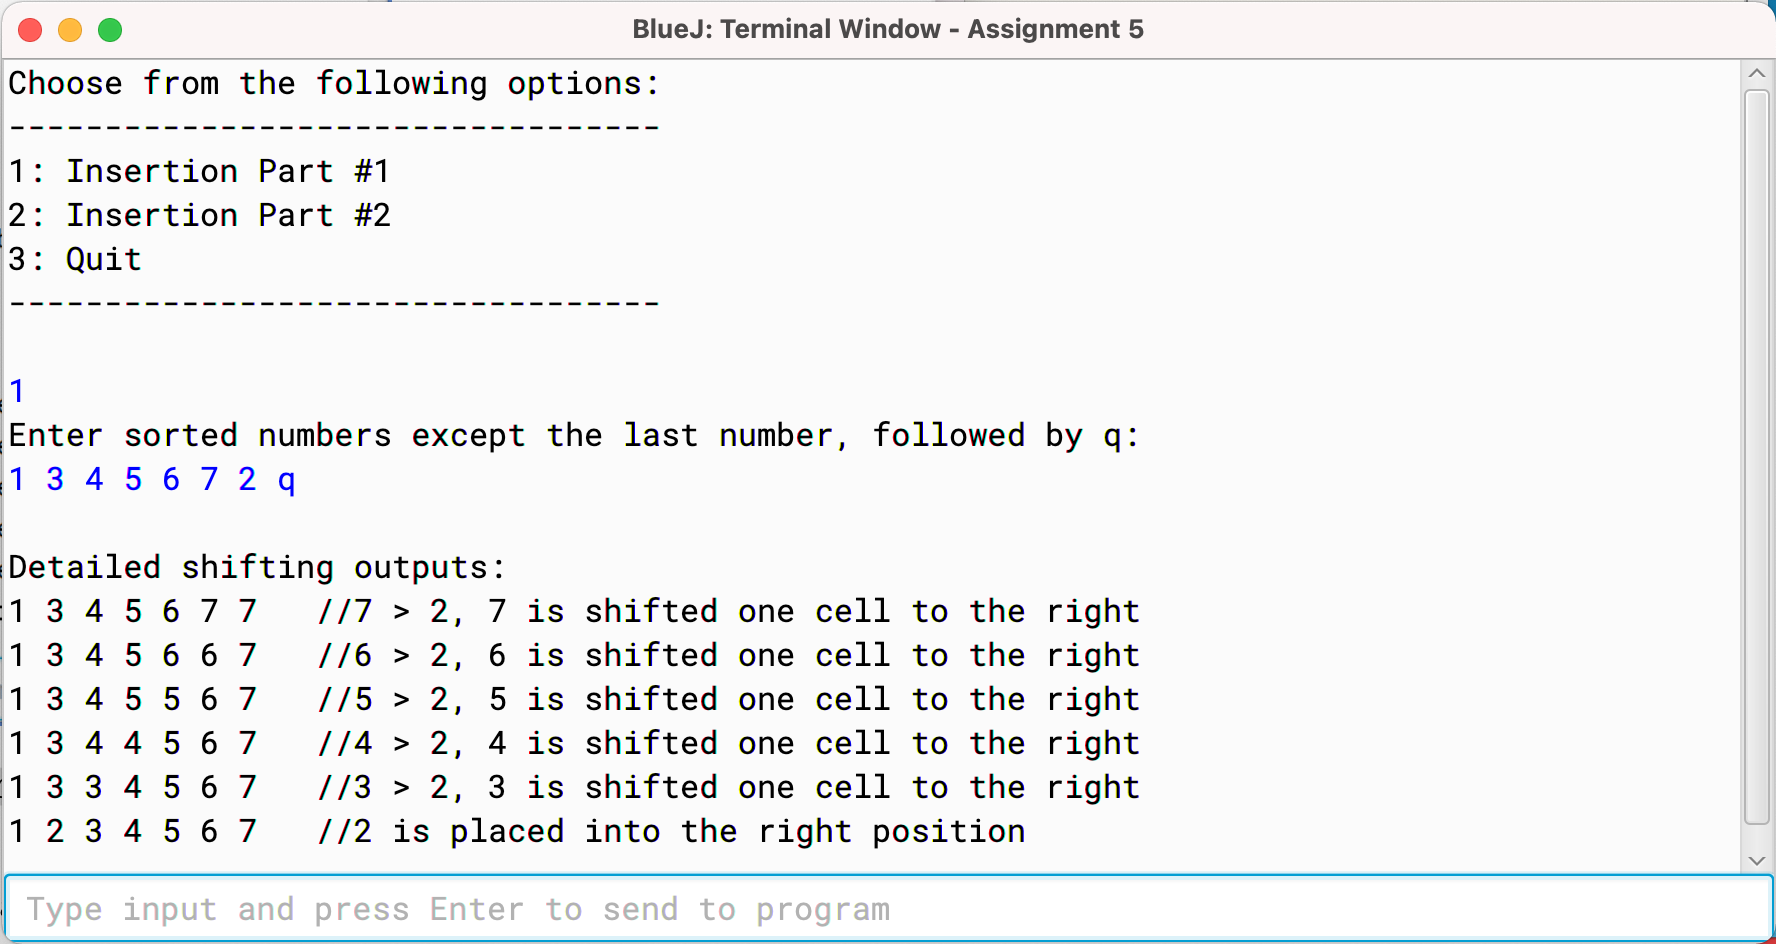 BlueJ: Terminal Window - Assignment 5
Choose from the following options:
----------------------------------
1: Insertion Part #1
2: Insertion Part #2
3: Quit
----------------------------------
1
Enter sorted numbers except the last number, followed by q:
1 3 4 5 6 7 2 q
Detailed shifting outputs:
1 3 4 5 6 7 7   //7 > 2, 7 is shifted one cell to the right
1 3 4 5 6 6 7   //6 > 2, 6 is shifted one cell to the right
1 3 4 5 5 6 7   //5 > 2, 5 is shifted one cell to the right
1 3 4 4 5 6 7   //4 > 2, 4 is shifted one cell to the right
1 3 3 4 5 6 7   //3 > 2, 3 is shifted one cell to the right
1 2 3 4 5 6 7   //2 is placed into the right position
Type input and press Enter to send to program